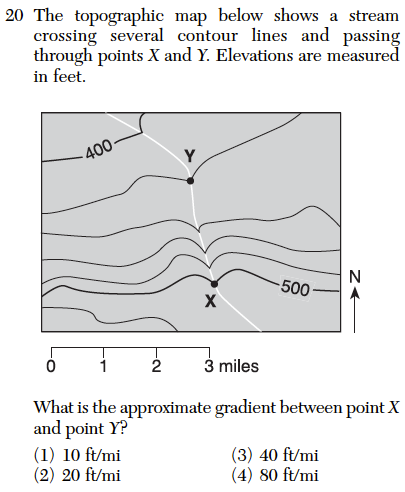 20 The topographic map below shows a stream
crossing several contour lines and passing
through points X and Y. Elevations are measured
in feet.
400
Y
500
X
N
0 1 2 3 miles
What is the approximate gradient between point X
and point Y?
(1) 10 ft/mi (3) 40 ft/mi
(2) 20 ft/mi (4) 80 ft/mi